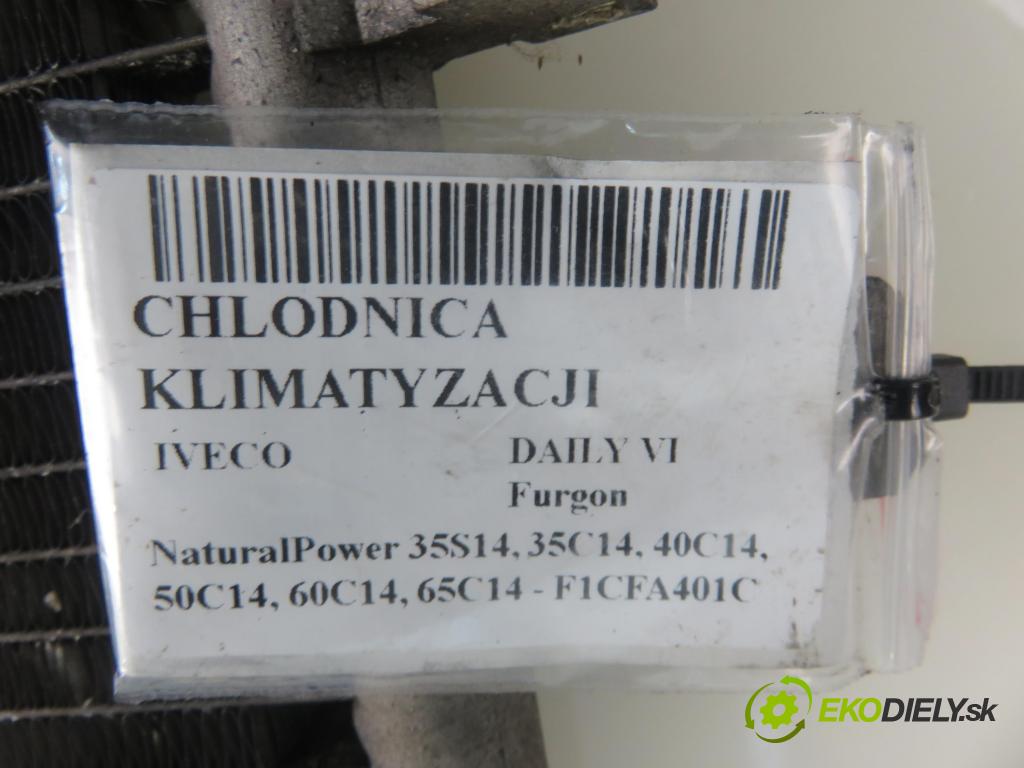 CHLODNICA
KLIMATYZACJI
IVECO DAILY VI
Furgon
NaturalPower 35S14, 35C14, 40C14,
50C14, 60C14, 65C14 - F1CFA401C
EKODIELY.sk